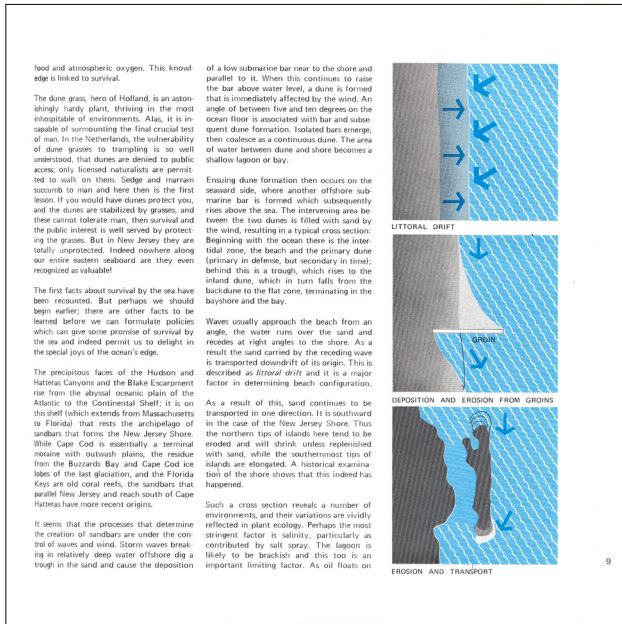 food and atmospheric oxygen. This knowl-
edge is linked to survival.
The dune grass, hero of Holland, is an aston-
ishingly hardy plant, thriving in the most
inhospitable of environments. Alas, it is in-
capable of surmounting the final crucial test
of man. In the Netherlands, the vulnerability
of dune grasses to trampling is so well
understood, that dunes are denied to public
access; only licensed naturalists are permit-
ted to walk on them. Sedge and marram
succumb to man and here then is the first
lesson. If you would have dunes protect you,
and the dunes are stabilized by grasses, and
these cannot tolerate man, then survival and
the public interest is well served by protect-
ing the grasses. But in New Jersey they are
totally unprotected. Indeed nowhere along
our entire eastern seaboard are they even
recognized as valuable!
The first facts about survival by the sea have
been recounted. But perhaps we should
begin earlier; there are other facts to be
learned before we can formulate policies
which can give some promise of survival by
the sea and indeed permit us to delight in
the special joys of the ocean's edge.
The precipitous faces of the Hudson and
Hatteras Canyons and the Blake Escarpment
rise from the abyssal oceanic plain of the
Atlantic to the Continental Shelf; it is on
this shelf (which extends from Massachusetts
to Florida) that rests the archipelago of
sandbars that forms the New Jersey Shore.
While Cape Cod is essentially a terminal
moraine with outwash plains, the residue
from the Buzzards Bay and Cape Cod ice
lobes of the last glaciation, and the Florida
Keys are old coral reefs, the sandbars that
parallel New Jersey and reach south of Cape
Hatteras have more recent origins.
It seems that the processes that determine
the creation of sandbars are under the con-
trol of waves and wind. Storm waves break-
ing in relatively deep water offshore dig a
trough in the sand and cause the deposition
of a low submarine bar near to the shore and
parallel to it. When this continues to raise
the bar above water level, a dune is formed
that is immediately affected by the wind. An
angle of between five and ten degrees on the
ocean floor is associated with bar and subse-
quent dune formation. Isolated bars emerge,
then coalesce as a continuous dune. The area
of water between dune and shore becomes a
shallow lagoon or bay.
Ensuing dune formation then occurs on the
seaward side, where another offshore sub-
marine bar is formed which subsequently
rises above the sea. The intervening area be-
tween the two dunes is filled with sand by
the wind, resulting in a typical cross section:
Beginning with the ocean there is the inter-
tidal zone, the beach and the primary dune
(primary in defense, but secondary in time);
behind this is a trough, which rises to the
inland dune, which in turn falls from the
backdune to the flat zone, terminating in the
bayshore and the bay.
Waves usually approach the beach from an
angle, the water runs over the sand and
recedes at right angles to the shore. As a
result the sand carried by the receding wave
is transported downdrift of its origin. This is
described as littoral drift and it is a major
factor in determining beach configuration.
As a result of this, sand continues to be
transported in one direction. It is southward
in the case of the New Jersey Shore. Thus
the northern tips of islands here tend to be
eroded and will shrink unless replenished
with sand, while the southernmost tips of
islands are elongated. A historical examina-
tion of the shore shows that this indeed has
happened.
Such a cross section reveals a number of
environments, and their variations are vividly
reflected in plant ecology. Perhaps the most
stringent factor is salinity, particularly as
contributed by salt spray. The lagoon is
likely to be brackish and this too is an
important limiting factor. As oil floats on
LITTORAL DRIFT
GROIN
DEPOSITION AND EROSION FROM GROINS
EROSION AND TRANSPORT
9